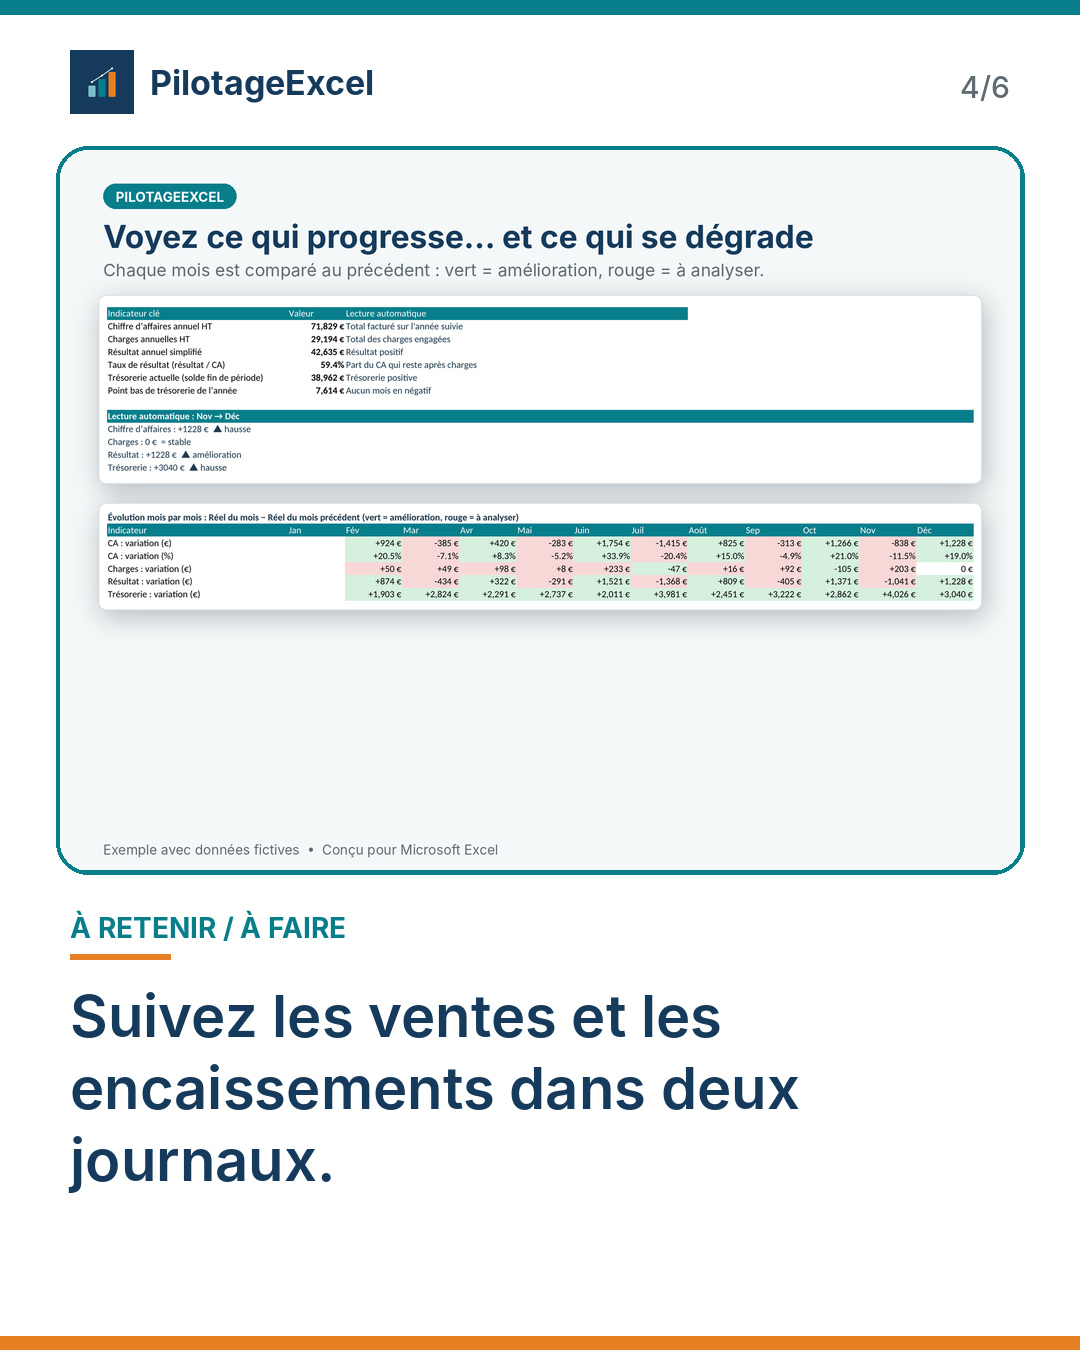 PilotageExcel
4/6
PILOTAGEEXCEL
Voyez ce qui progresse... et ce qui se dégrade
Chaque mois est comparé au précédent : vert = amélioration, rouge = à analyser.
Indicateur clé Valeur Lecture automatique
Chiffre d'affaires annuel HT 71,829 € Total facturé sur l'année suivie
Charges annuelles HT 29,194 € Total des charges engagées
Résultat annuel simplifié 42,635 € Résultat positif
Taux de résultat (résultat / CA) 59.4% Part du CA qui reste après charges
Trésorerie actuelle (solde fin de période) 38,962 € Trésorerie positive
Point bas de trésorerie de l'année 7,614 € Aucun mois en négatif
Lecture automatique : Nov → Déc
Chiffre d'affaires : +1228 € ▲ hausse
Charges : 0 € = stable
Résultat : +1228 € ▲ amélioration
Trésorerie : +3040 € ▲ hausse
Évolution mois par mois : Réel du mois − Réel du mois précédent (vert = amélioration, rouge = à analyser)
Indicateur Jan Fév Mar Avr Mai Juin Juil Août Sep Oct Nov Déc
CA : variation (€) +924 € -385 € +420 € -283 € +1,754 € -1,415 € +825 € -313 € +1,266 € -838 € +1,228 €
CA : variation (%) +20.5% -7.1% +8.3% -5.2% +33.9% -20.4% +15.0% -4.9% +21.0% -11.5% +19.0%
Charges : variation (€) +50 € +49 € +98 € +8 € +233 € -47 € +16 € +92 € -105 € +203 € 0 €
Résultat : variation (€) +874 € -434 € +322 € -291 € +1,521 € -1,368 € +809 € -405 € +1,371 € -1,041 € +1,228 €
Trésorerie : variation (€) +1,903 € +2,824 € +2,291 € +2,737 € +2,011 € +3,981 € +2,451 € +3,222 € +2,862 € +4,026 € +3,040 €
Exemple avec données fictives • Conçu pour Microsoft Excel
À RETENIR / À FAIRE
Suivez les ventes et les
encaissements dans deux
journaux.